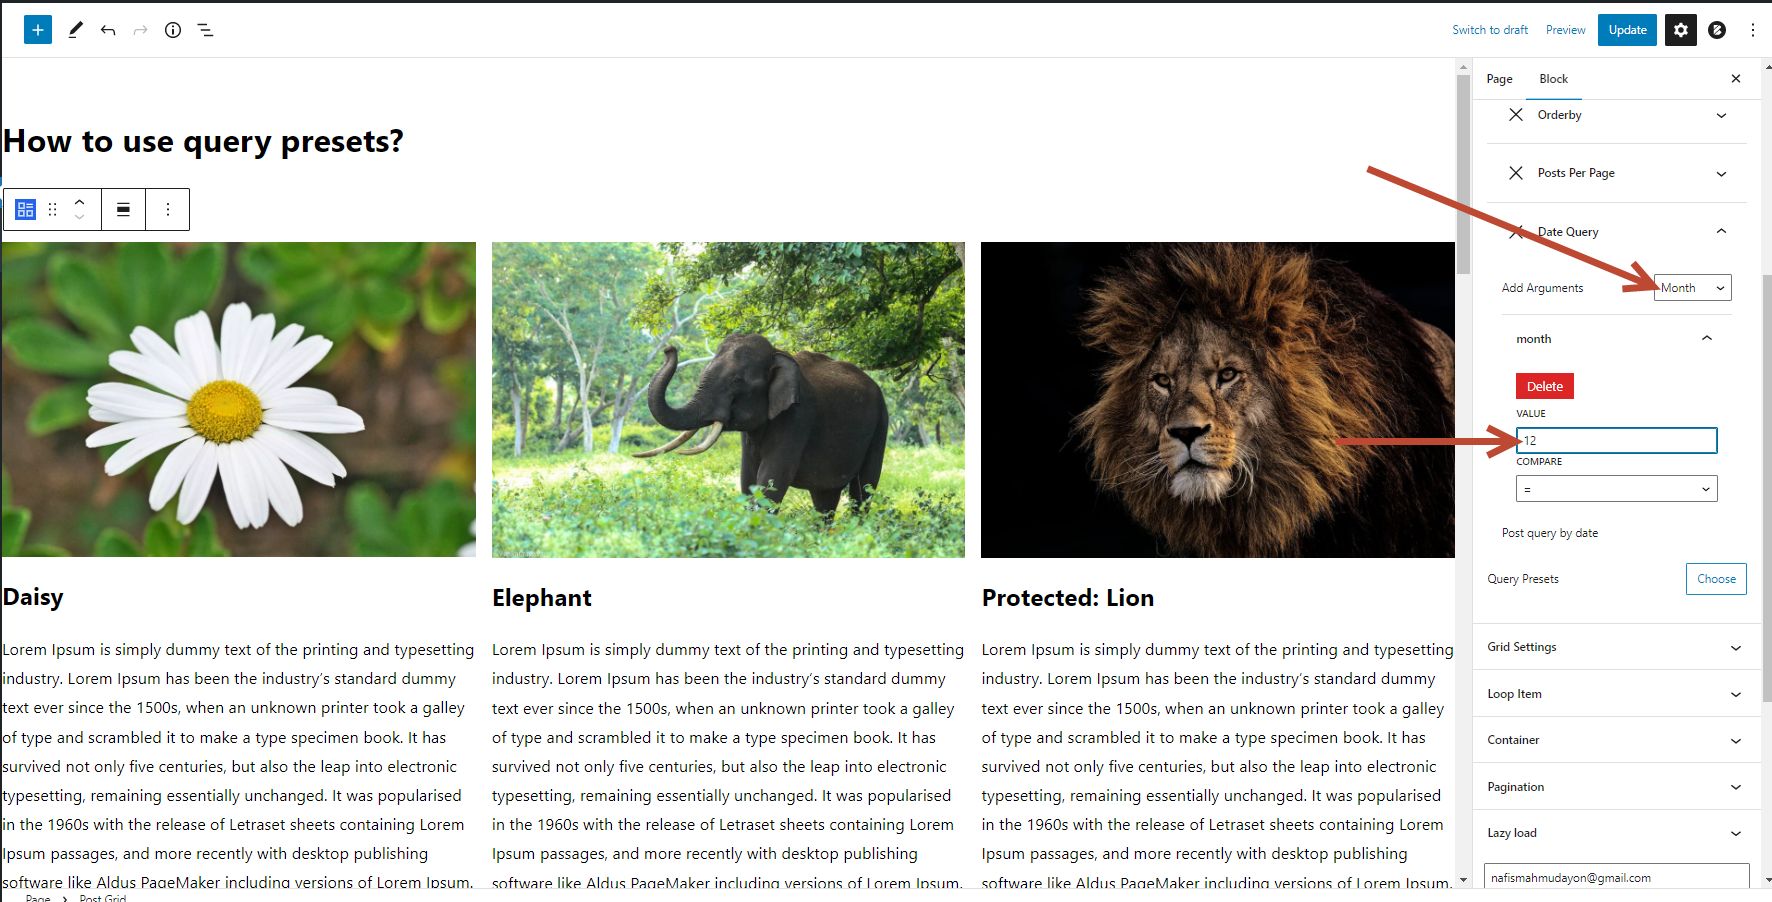 Switch to draft
Preview
Update
Page
Block
How to use query presets?
Orderby
Posts Per Page
Date Query
Add Arguments
Month
month
Delete
VALUE
12
COMPARE
=
Post query by date
Query Presets
Choose
Grid Settings
Loop Item
Container
Pagination
Lazy load
nafismahmudayon@gmail.com
Daisy
Lorem Ipsum is simply dummy text of the printing and typesetting
industry. Lorem Ipsum has been the industry's standard dummy
text ever since the 1500s, when an unknown printer took a galley
of type and scrambled it to make a type specimen book. It has
survived not only five centuries, but also the leap into electronic
typesetting, remaining essentially unchanged. It was popularised
in the 1960s with the release of Letraset sheets containing Lorem
Ipsum passages, and more recently with desktop publishing
software like Aldus PageMaker including versions of Lorem Ipsum.
Elephant
Lorem Ipsum is simply dummy text of the printing and typesetting
industry. Lorem Ipsum has been the industry's standard dummy
text ever since the 1500s, when an unknown printer took a galley
of type and scrambled it to make a type specimen book. It has
survived not only five centuries, but also the leap into electronic
typesetting, remaining essentially unchanged. It was popularised
in the 1960s with the release of Letraset sheets containing Lorem
Ipsum passages, and more recently with desktop publishing
software like Aldus PageMaker including versions of Lorem Ipsum.
Protected: Lion
Lorem Ipsum is simply dummy text of the printing and typesetting
industry. Lorem Ipsum has been the industry's standard dummy
text ever since the 1500s, when an unknown printer took a galley
of type and scrambled it to make a type specimen book. It has
survived not only five centuries, but also the leap into electronic
typesetting, remaining essentially unchanged. It was popularised
in the 1960s with the release of Letraset sheets containing Lorem
Ipsum passages, and more recently with desktop publishing
software like Aldus PageMaker including versions of Lorem Ipsum.
Page > Post Grid